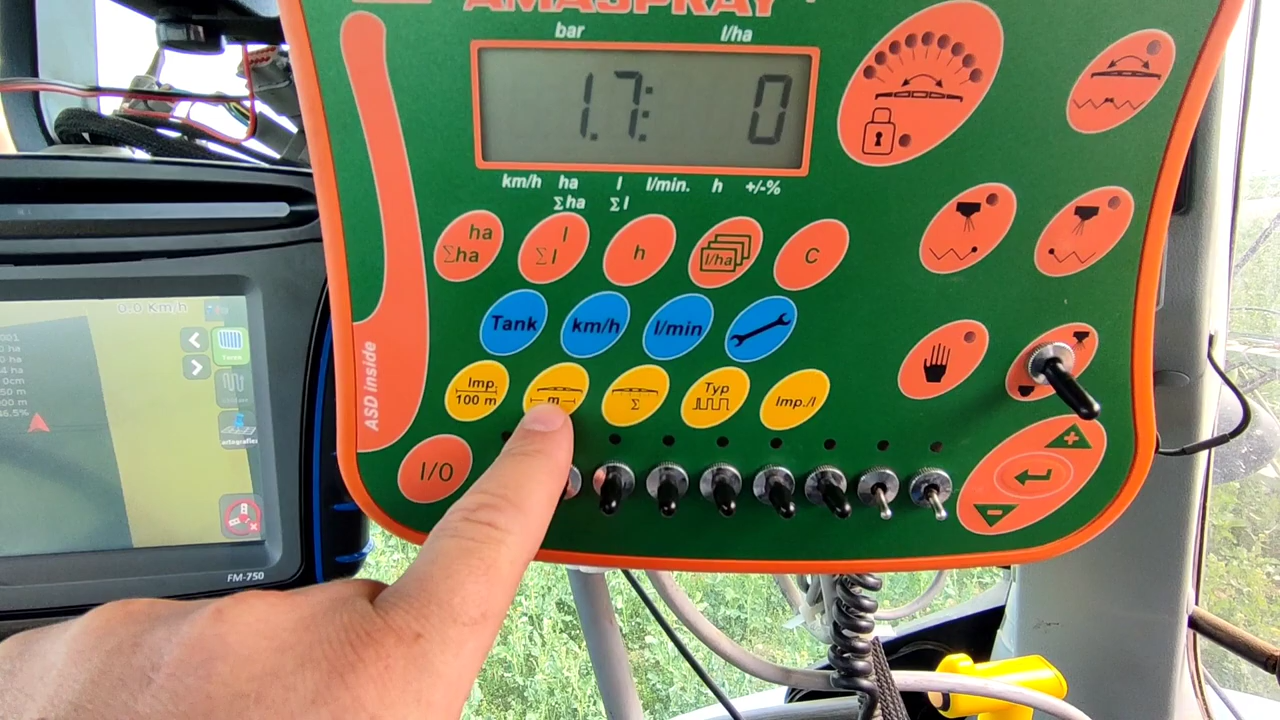 AMASPRAY
bar l/ha
1.7: 0
km/h ha l l/min. h +/-%
Σha Σl
ha
Σha
l
Σl
h
l/ha
C
Tank
km/h
l/min
Imp.
100 m
m
Σ
Typ
Imp./l
I/O
ASD inside
0.0 Km/h
FM-750